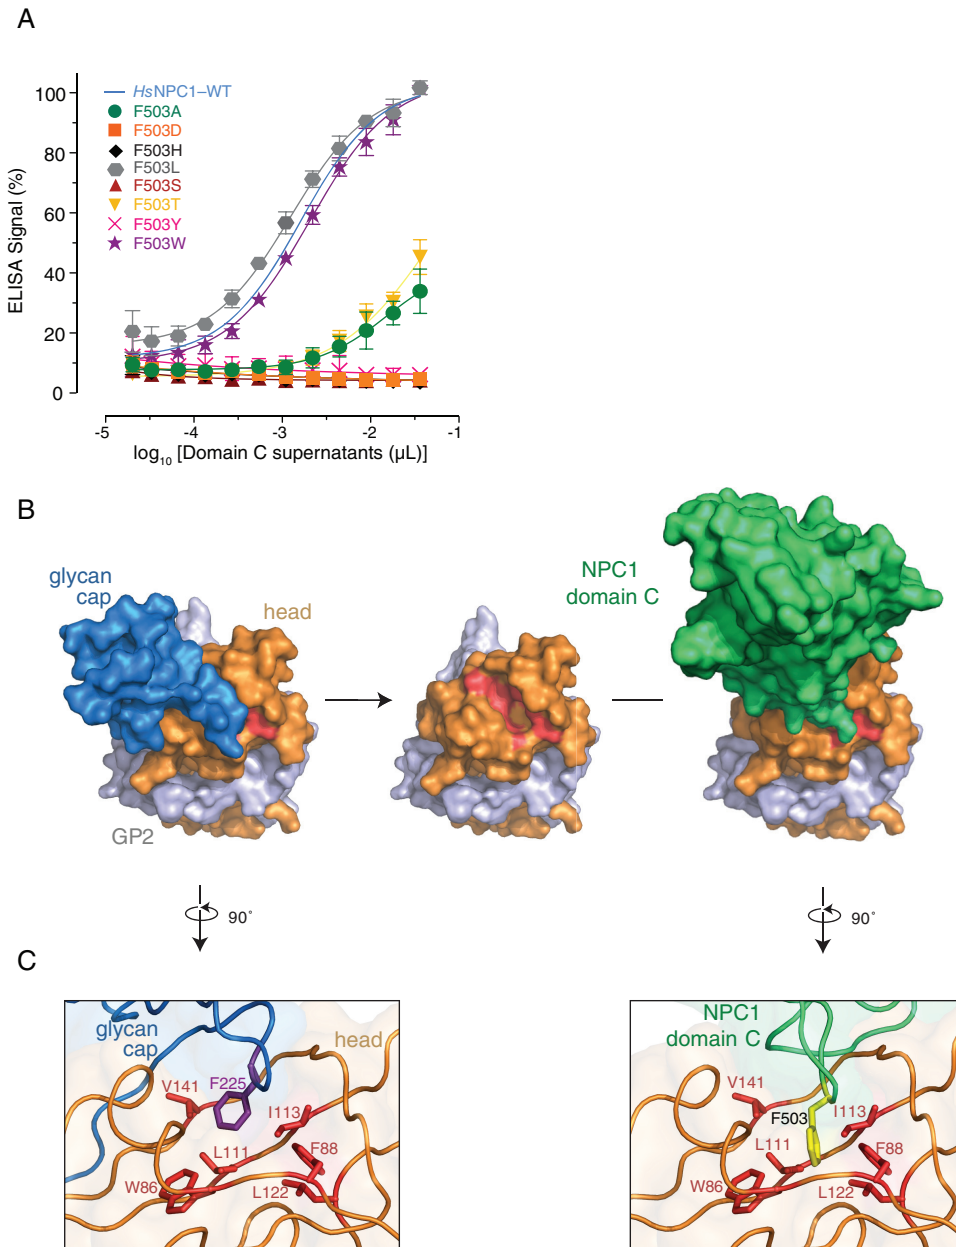 A
ELISA Signal (%)
100
80
60
40
20
0
HsNPC1–WT
F503A
F503D
F503H
F503L
F503S
F503T
F503Y
F503W
-5
-4
-3
-2
-1
log10 [Domain C supernatants (µL)]
B
glycan
cap
head
GP2
NPC1
domain C
90°
90°
C
glycan
cap
head
F225
V141
I113
L111
F88
W86
L122
NPC1
domain C
V141
F503
I113
L111
F88
W86
L122